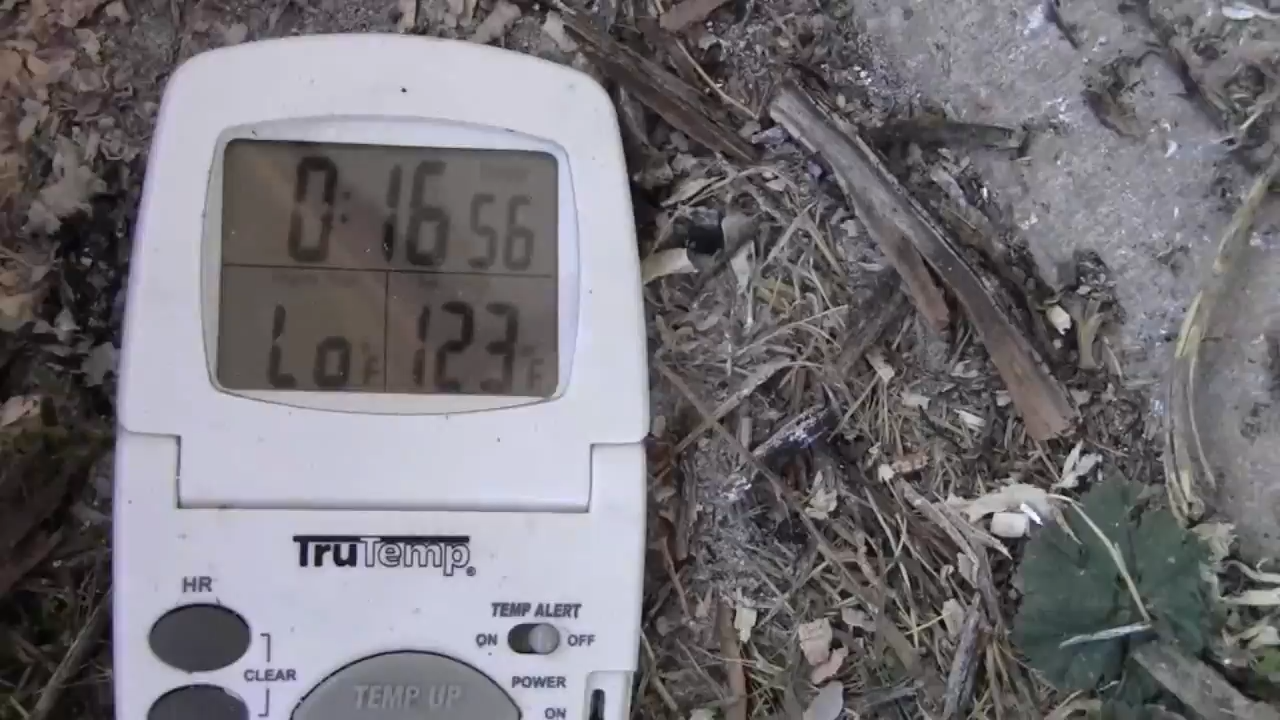 0:16 56
Lo °F 123 °F
TruTemp®
HR
TEMP ALERT
ON OFF
CLEAR
TEMP UP
POWER
ON